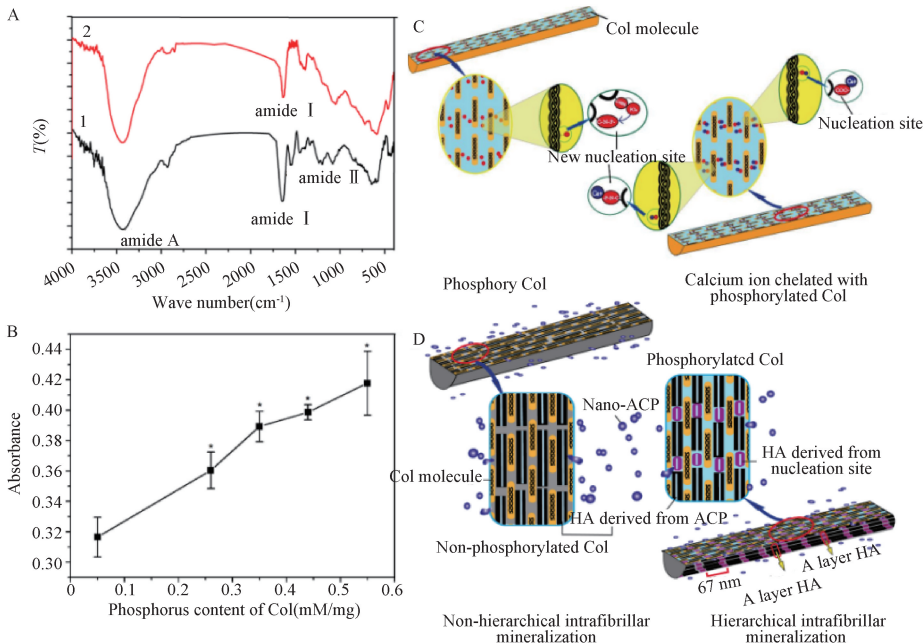 A
2
amide Ⅰ
1
amide Ⅱ
amide Ⅰ
amide A
T(%)
4000 3500 3000 2500 2000 1500 1000 500
Wave number(cm⁻¹)
B
0.44
0.42
0.40
0.38
0.36
0.34
0.32
0.30
Absorbance
* * * * *
0 0.1 0.2 0.3 0.4 0.5 0.6
Phosphorus content of Col(mM/mg)
C
Col molecule
Nucleation site
New nucleation site
Phosphory Col
Calcium ion chelated with
phosphorylated Col
D
Phosphorylatcd Col
Nano-ACP
Col molecule
HA derived from
nucleation site
HA derived from ACP
Non-phosphorylated Col
67 nm
A layer HA
A layer HA
Non-hierarchical intrafibrillar
mineralization
Hierarchical intrafibrillar
mineralization